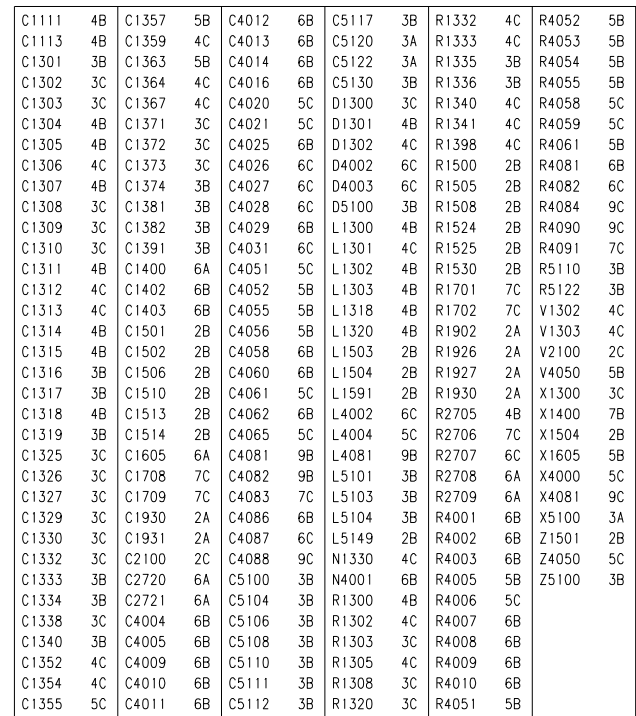 C1111 4B C1357 5B C4012 6B C5117 3B R1332 4C R4052 5B
C1113 4B C1359 4C C4013 6B C5120 3A R1333 4C R4053 5B
C1301 3B C1363 5B C4014 6B C5122 3A R1335 3B R4054 5B
C1302 3C C1364 4C C4016 6B C5130 3B R1336 3B R4055 5B
C1303 3C C1367 4C C4020 5C D1300 3C R1340 4C R4058 5C
C1304 4B C1371 3C C4021 5C D1301 4B R1341 4C R4059 5C
C1305 4B C1372 3C C4025 6B D1302 4C R1398 4C R4061 5B
C1306 4C C1373 3C C4026 6C D4002 6C R1500 2B R4081 6B
C1307 4B C1374 3B C4027 6C D4003 6C R1505 2B R4082 6C
C1308 3C C1381 3B C4028 6C D5100 3B R1508 2B R4084 9C
C1309 3C C1382 3B C4029 6B L1300 4B R1524 2B R4090 9C
C1310 3C C1391 3B C4031 6C L1301 4C R1525 2B R4091 7C
C1311 4B C1400 6A C4051 5C L1302 4B R1530 2B R5110 3B
C1312 4C C1402 6B C4052 5B L1303 4B R1701 7C R5122 3B
C1313 4C C1403 6B C4055 5B L1318 4B R1702 7C V1302 4C
C1314 4B C1501 2B C4056 5B L1320 4B R1902 2A V1303 4C
C1315 4B C1502 2B C4058 6B L1503 2B R1926 2A V2100 2C
C1316 3B C1506 2B C4060 6B L1504 2B R1927 2A V4050 5B
C1317 3B C1510 2B C4061 5C L1591 2B R1930 2A X1300 3C
C1318 4B C1513 2B C4062 6B L4002 6C R2705 4B X1400 7B
C1319 3B C1514 2B C4065 5C L4004 5C R2706 7C X1504 2B
C1325 3C C1605 6A C4081 9B L4081 9B R2707 6C X1605 5B
C1326 3C C1708 7C C4082 9B L5101 3B R2708 6A X4000 5C
C1327 3C C1709 7C C4083 7C L5103 3B R2709 6A X4081 9C
C1329 3C C1930 2A C4086 6B L5104 3B R4001 6B X5100 3A
C1330 3C C1931 2A C4087 6C L5149 2B R4002 6B Z1501 2B
C1332 3C C2100 2C C4088 9C N1330 4C R4003 6B Z4050 5C
C1333 3B C2720 6A C5100 3B N4001 6B R4005 5B Z5100 3B
C1334 3B C2721 6A C5104 3B R1300 4B R4006 5C
C1338 3C C4004 6B C5106 3B R1302 4C R4007 6B
C1340 3B C4005 6B C5108 3B R1303 3C R4008 6B
C1352 4C C4009 6B C5110 3B R1305 4C R4009 6B
C1354 4C C4010 6B C5111 3B R1308 3C R4010 6B
C1355 5C C4011 6B C5112 3B R1320 3C R4051 5B